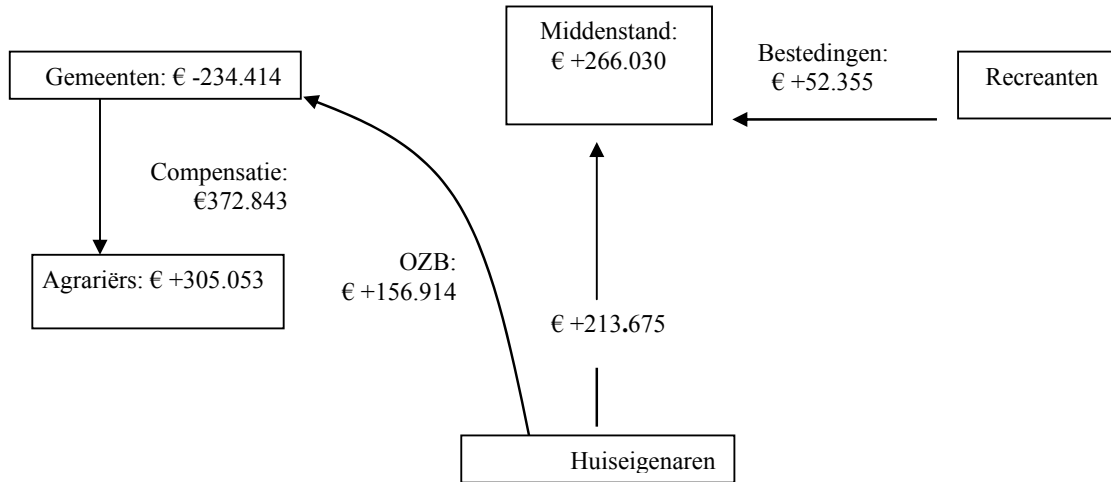 Middenstand:
€ +266.030
Bestedingen:
€ +52.355
Recreanten
Gemeenten: € -234.414
Compensatie:
€372.843
Agrariërs: € +305.053
OZB:
€ +156.914
€ +213.675
Huiseigenaren